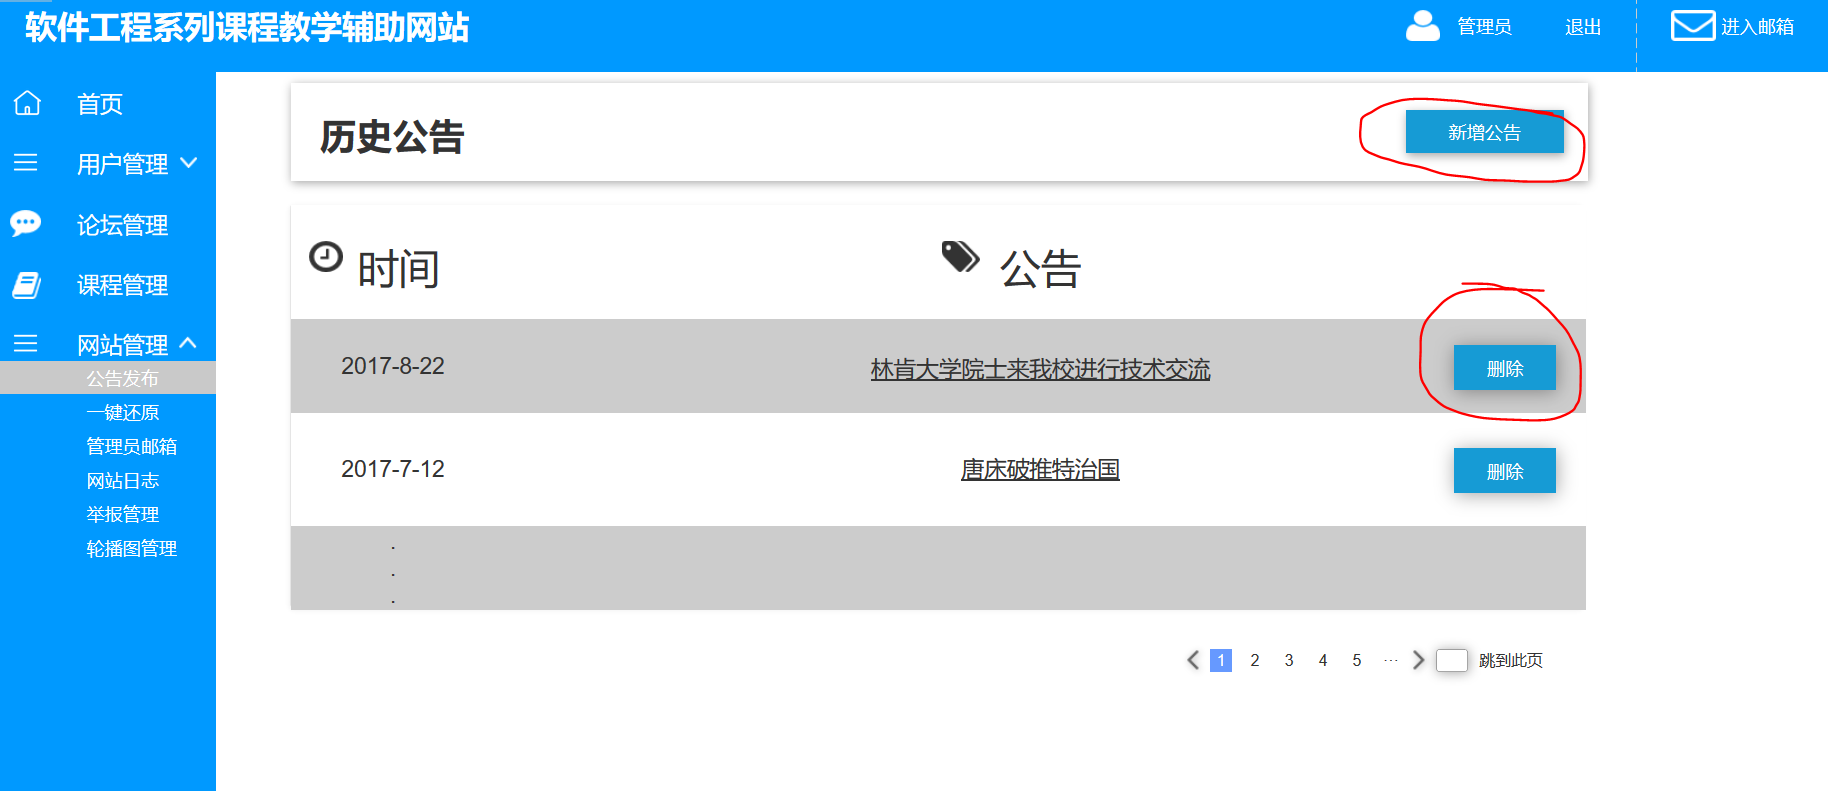 软件工程系列课程教学辅助网站
管理员 退出 进入邮箱
首页
用户管理
论坛管理
课程管理
网站管理
公告发布
一键还原
管理员邮箱
网站日志
举报管理
轮播图管理
历史公告 新增公告
时间 公告
2017-8-22 林肯大学院士来我校进行技术交流 删除
2017-7-12 唐床破推特治国 删除
.
.
.
1 2 3 4 5 ··· 跳到此页